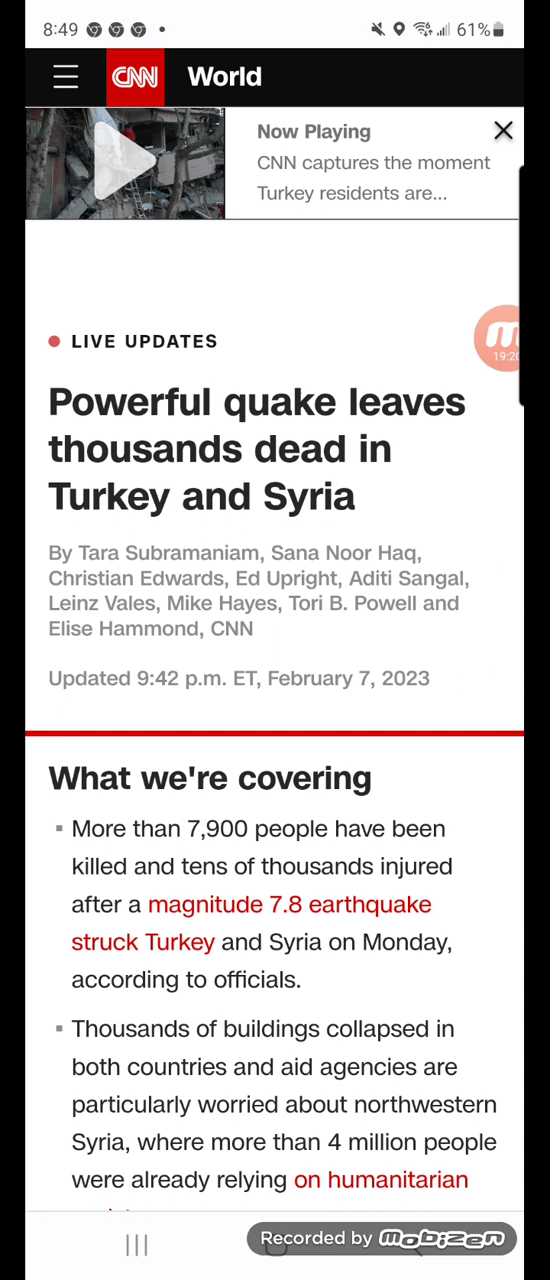 8:49
61%
CNN World
Now Playing
CNN captures the moment
Turkey residents are...
LIVE UPDATES
19:20
Powerful quake leaves
thousands dead in
Turkey and Syria
By Tara Subramaniam, Sana Noor Haq,
Christian Edwards, Ed Upright, Aditi Sangal,
Leinz Vales, Mike Hayes, Tori B. Powell and
Elise Hammond, CNN
Updated 9:42 p.m. ET, February 7, 2023
What we're covering
More than 7,900 people have been
killed and tens of thousands injured
after a magnitude 7.8 earthquake
struck Turkey and Syria on Monday,
according to officials.
Thousands of buildings collapsed in
both countries and aid agencies are
particularly worried about northwestern
Syria, where more than 4 million people
were already relying on humanitarian
Recorded by mobizen